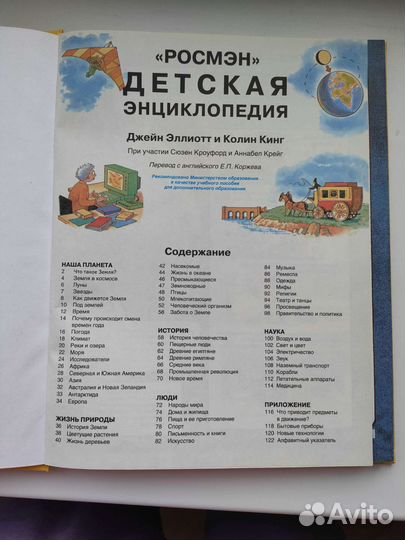 «РОСМЭН»
ДЕТСКАЯ
ЭНЦИКЛОПЕДИЯ
Джейн Эллиотт и Колин Кинг
При участии Сюзен Кроуфорд и Аннабел Крейг
Перевод с английского Е.П. Коржева
Рекомендовано Министерством образования
в качестве учебного пособия
для дополнительного образования
Содержание
НАША ПЛАНЕТА
2 Что такое Земля?
4 Земля в космосе
6 Луны
7 Звезды
8 Как движется Земля
10 Под землей
12 Время
14 Почему происходит смена
времен года
16 Погода
18 Климат
20 Реки и озера
22 Моря
24 Исследователи
26 Африка
28 Северная и Южная Америка
30 Азия
32 Австралия и Новая Зеландия
33 Антарктида
34 Европа
ЖИЗНЬ ПРИРОДЫ
36 История Земли
38 Цветущие растения
40 Жизнь деревьев
42 Насекомые
44 Жизнь в океане
46 Пресмыкающиеся
47 Земноводные
48 Птицы
50 Млекопитающие
52 Человеческий организм
56 Забота о Земле
ИСТОРИЯ
58 История человечества
60 Пещерные люди
62 Древние египтяне
64 Древние римляне
66 Средние века
68 Промышленная революция
70 Новое время
ЛЮДИ
72 Народы мира
74 Дома и жилища
76 Пища и ее приготовление
78 Спорт
80 Письменность и книги
82 Искусство
84 Музыка
86 Ремесла
88 Одежда
90 Мифы
92 Религии
94 Театр и танцы
96 Просвещение
98 Правительство и политика
НАУКА
100 Воздух и вода
102 Свет и цвет
104 Электричество
106 Звук
108 Наземный транспорт
110 Корабли
112 Летательные аппараты
114 Медицина
ПРИЛОЖЕНИЕ
116 Что приводит предметы
в движение?
118 Бытовые приборы
120 Новые технологии
122 Алфавитный указатель
Avito